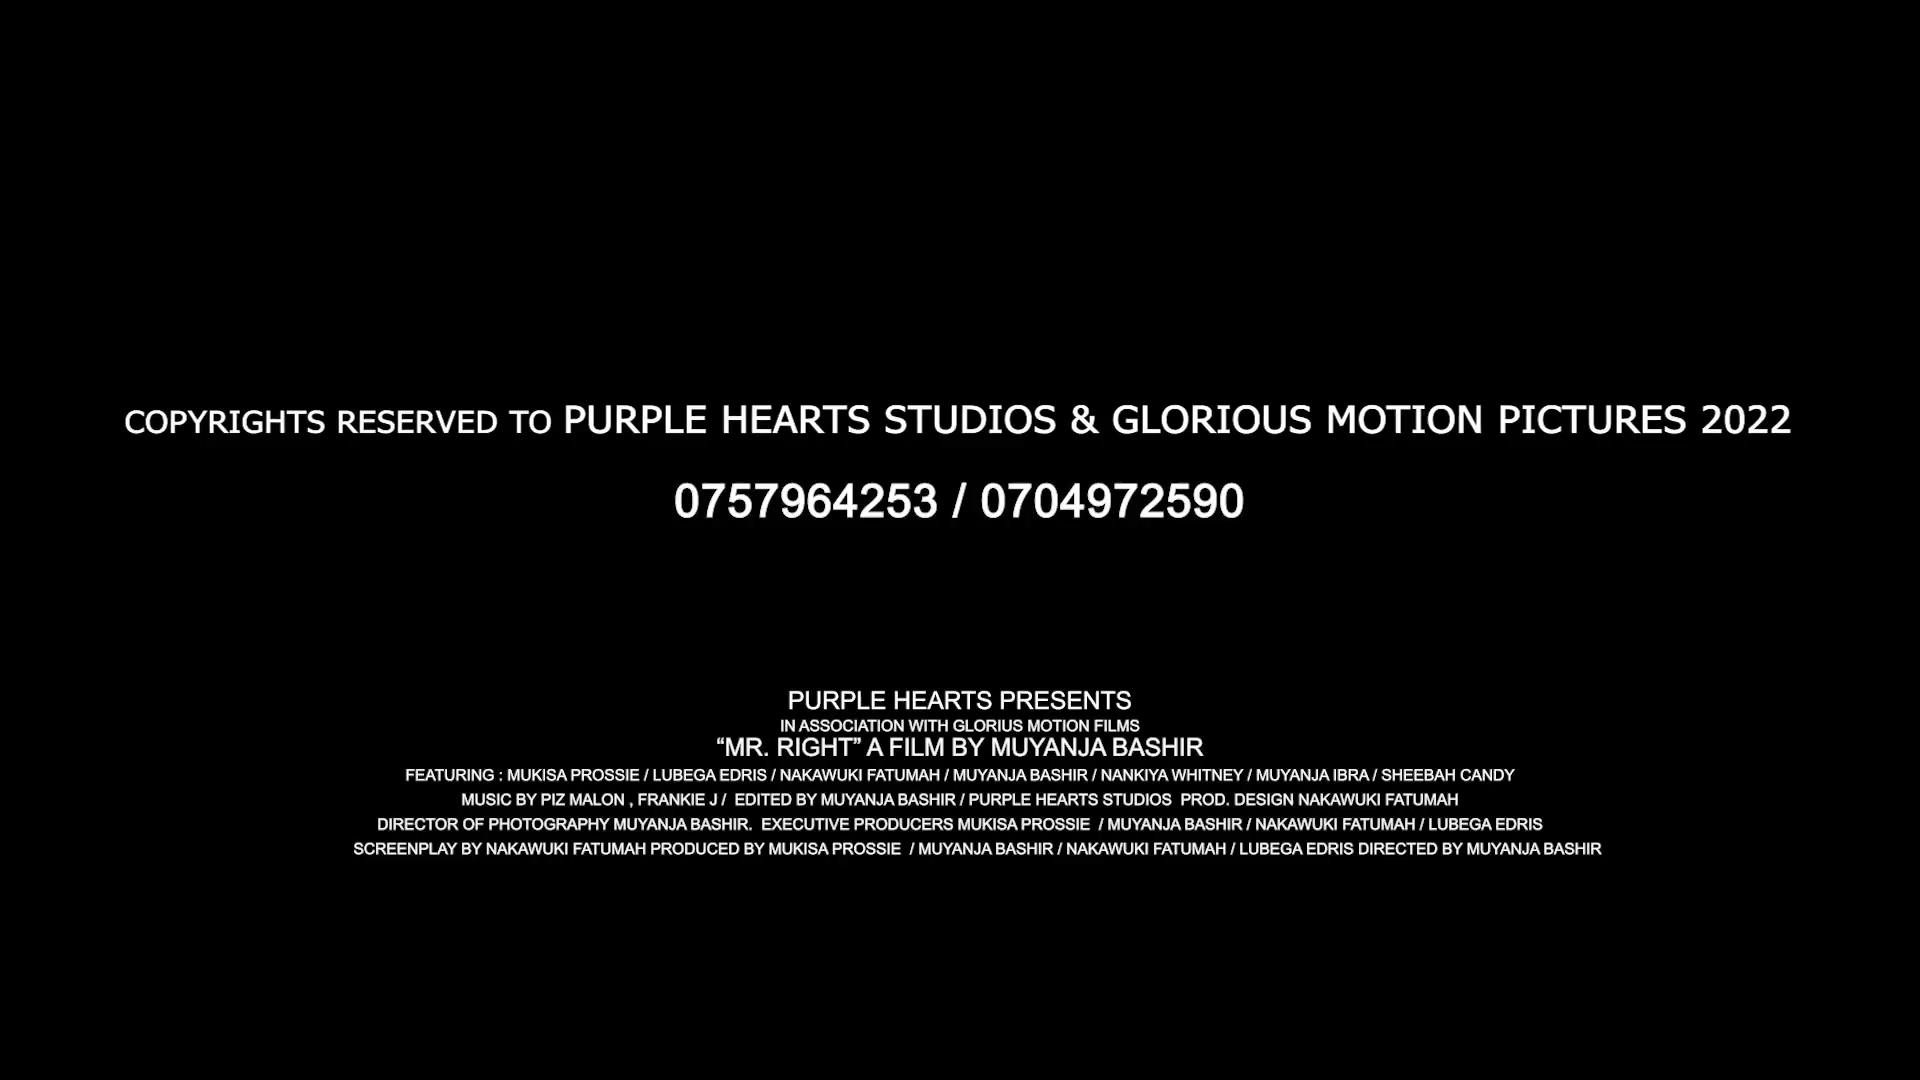 COPYRIGHTS RESERVED TO PURPLE HEARTS STUDIOS & GLORIOUS MOTION PICTURES 2022
0757964253 / 0704972590
PURPLE HEARTS PRESENTS
IN ASSOCIATION WITH GLORIUS MOTION FILMS
“MR. RIGHT” A FILM BY MUYANJA BASHIR
FEATURING : MUKISA PROSSIE / LUBEGA EDRIS / NAKAWUKI FATUMAH / MUYANJA BASHIR / NANKIYA WHITNEY / MUYANJA IBRA / SHEEBAH CANDY
MUSIC BY PIZ MALON , FRANKIE J / EDITED BY MUYANJA BASHIR / PURPLE HEARTS STUDIOS PROD. DESIGN NAKAWUKI FATUMAH
DIRECTOR OF PHOTOGRAPHY MUYANJA BASHIR. EXECUTIVE PRODUCERS MUKISA PROSSIE / MUYANJA BASHIR / NAKAWUKI FATUMAH / LUBEGA EDRIS
SCREENPLAY BY NAKAWUKI FATUMAH PRODUCED BY MUKISA PROSSIE / MUYANJA BASHIR / NAKAWUKI FATUMAH / LUBEGA EDRIS DIRECTED BY MUYANJA BASHIR